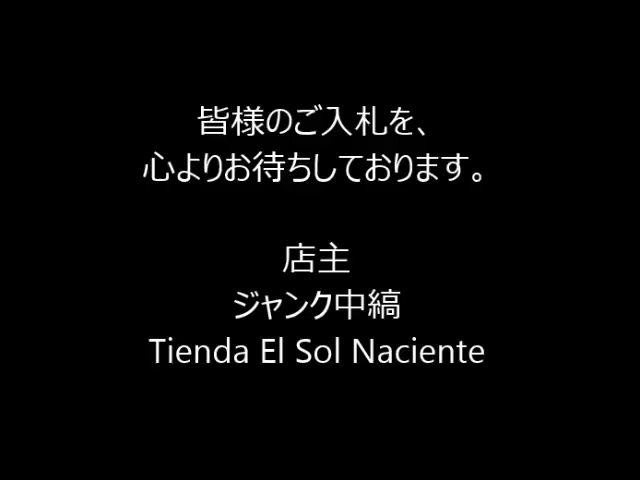 皆様のご入札を、
心よりお待ちしております。
店主
ジャンク中縞
Tienda El Sol Naciente